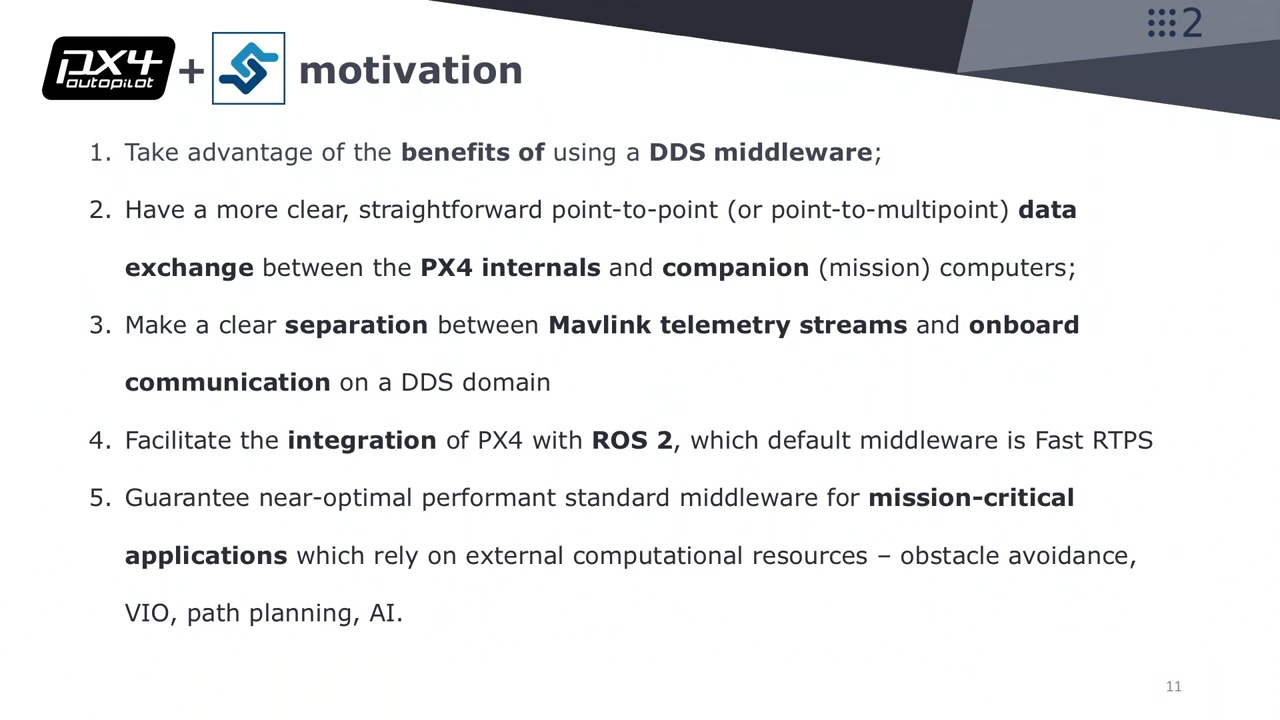 PX4 autopilot + motivation
:::2
1. Take advantage of the benefits of using a DDS middleware;
2. Have a more clear, straightforward point-to-point (or point-to-multipoint) data
exchange between the PX4 internals and companion (mission) computers;
3. Make a clear separation between Mavlink telemetry streams and onboard
communication on a DDS domain
4. Facilitate the integration of PX4 with ROS 2, which default middleware is Fast RTPS
5. Guarantee near-optimal performant standard middleware for mission-critical
applications which rely on external computational resources – obstacle avoidance,
VIO, path planning, AI.
11